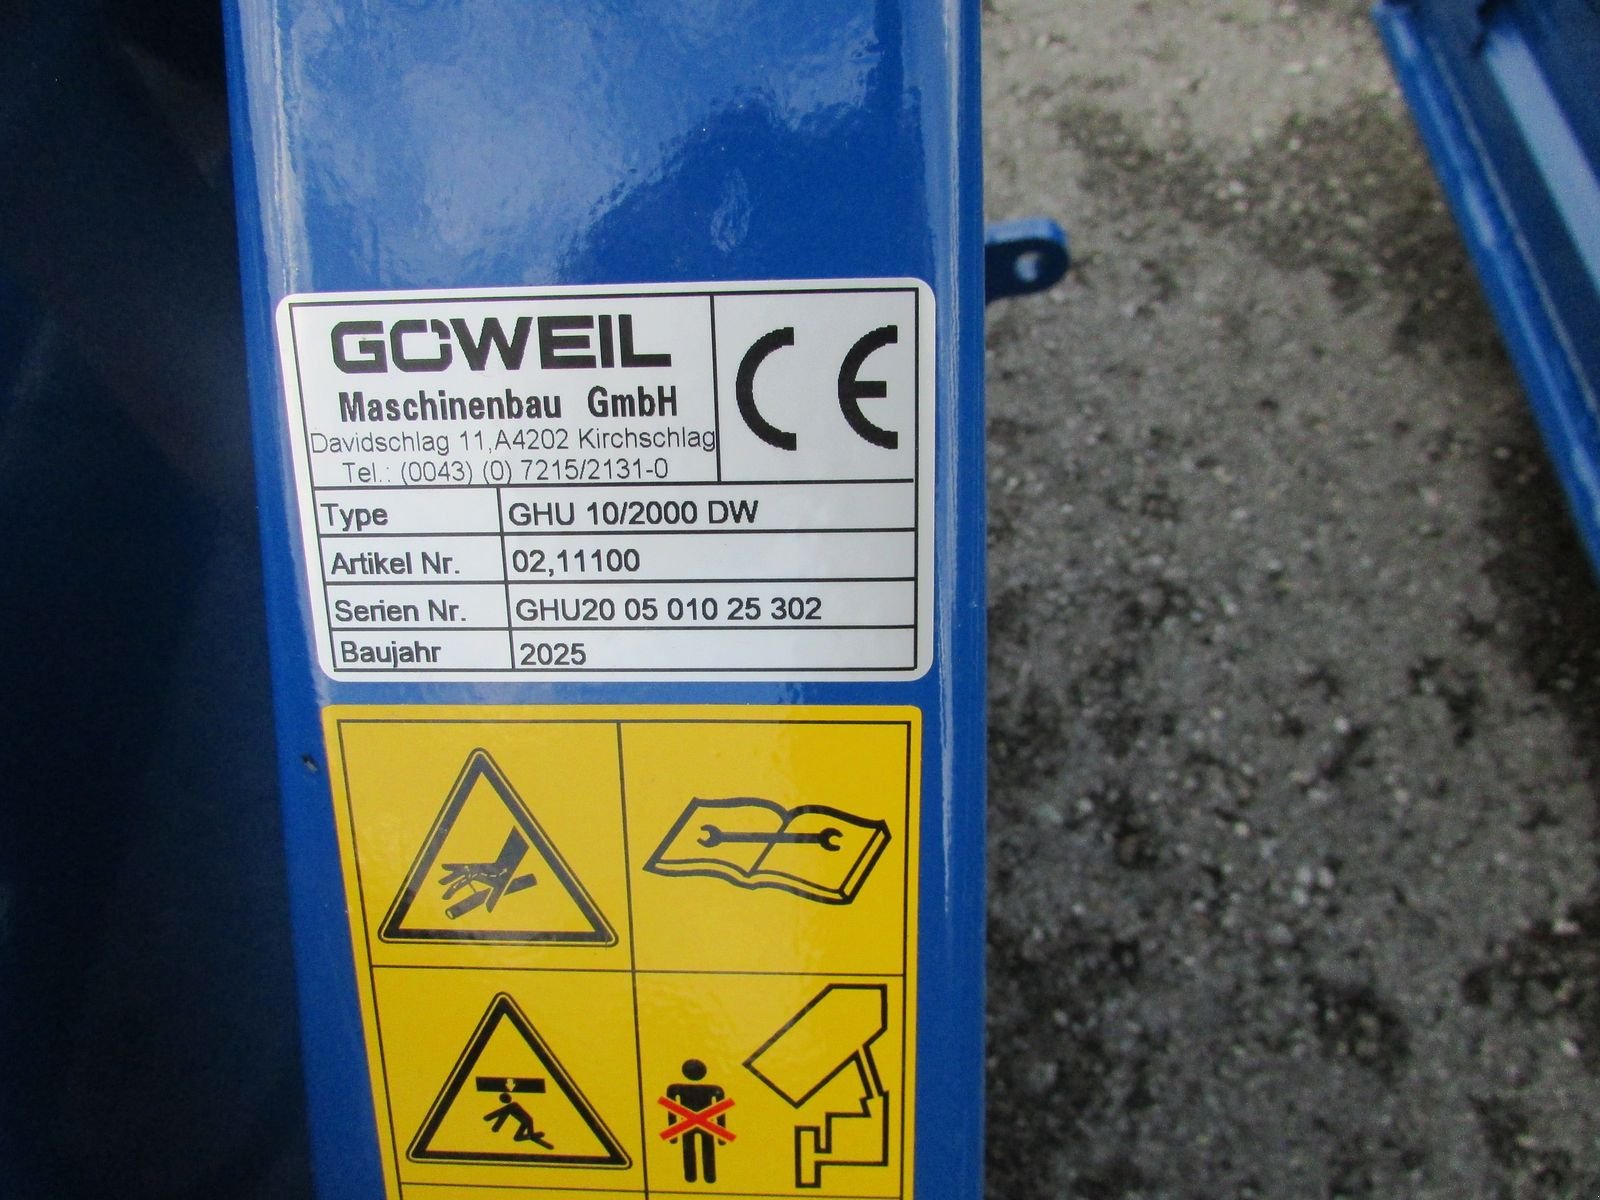 GÖWEIL
Maschinenbau GmbH
Davidschlag 11,A4202 Kirchschlag
Tel.: (0043) (0) 7215/2131-0
CE
Type GHU 10/2000 DW
Artikel Nr. 02,11100
Serien Nr. GHU20 05 010 25 302
Baujahr 2025